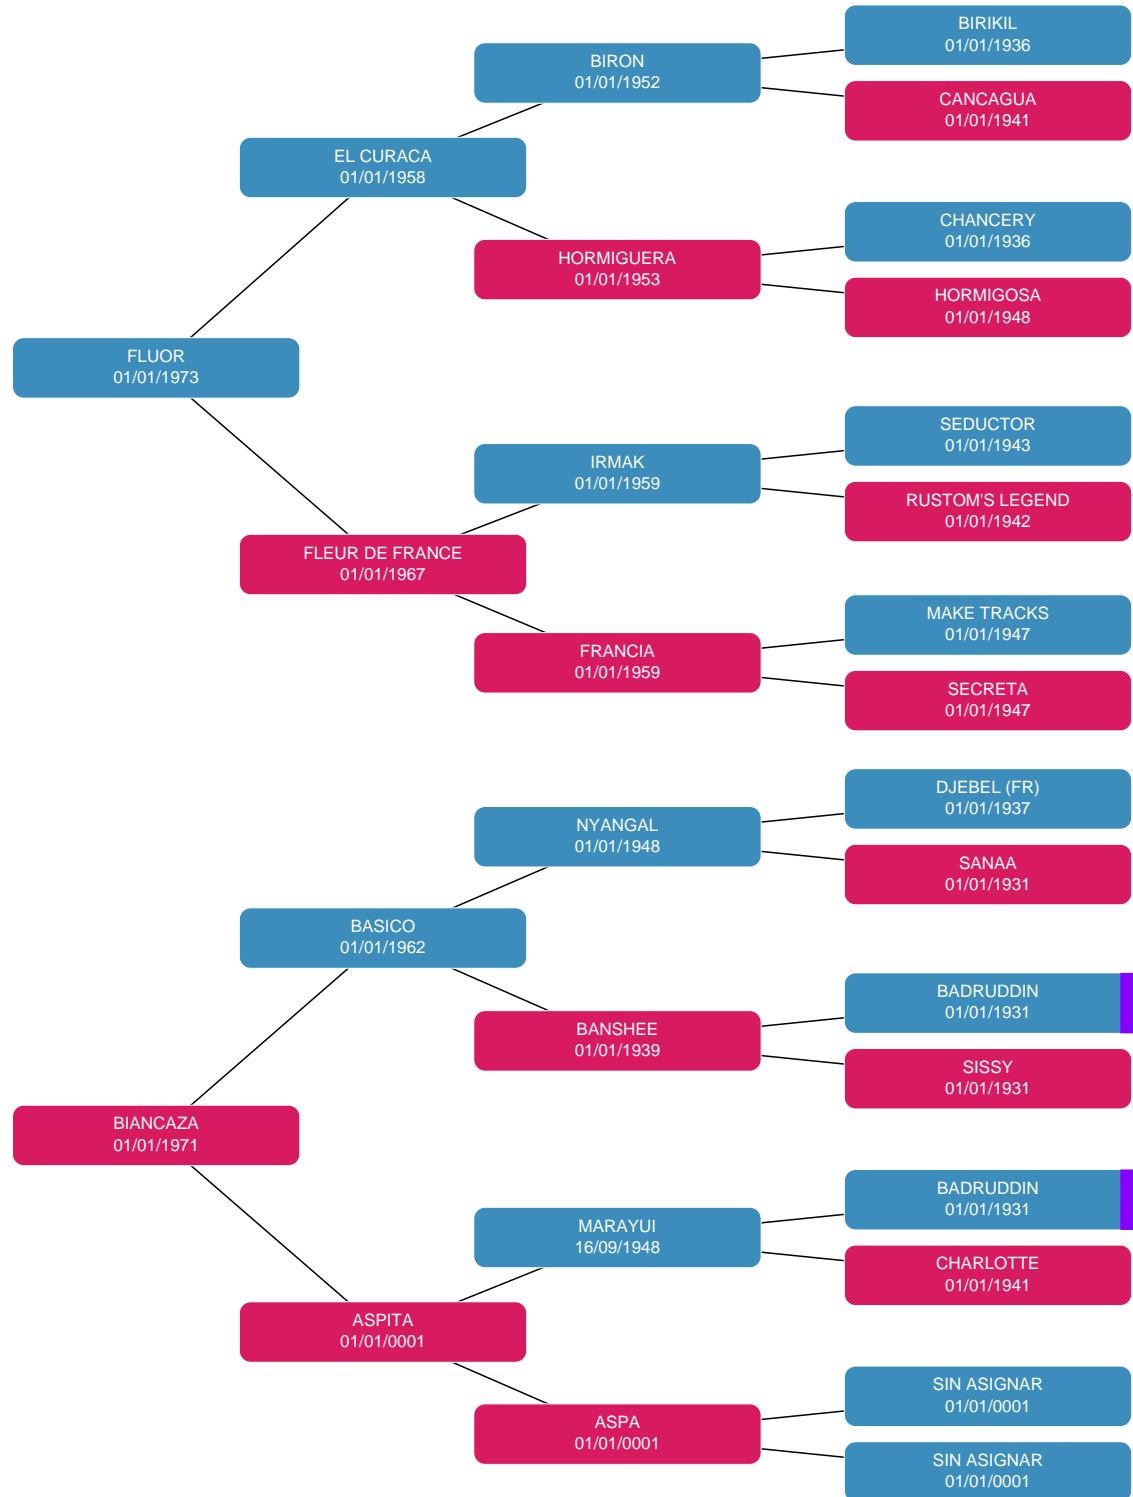 BIRIKIL
01/01/1936
BIRON
01/01/1952
CANCAGUA
01/01/1941
EL CURACA
01/01/1958
CHANCERY
01/01/1936
HORMIGUERA
01/01/1953
HORMIGOSA
01/01/1948
FLUOR
01/01/1973
SEDUCTOR
01/01/1943
IRMAK
01/01/1959
RUSTOM'S LEGEND
01/01/1942
FLEUR DE FRANCE
01/01/1967
MAKE TRACKS
01/01/1947
FRANCIA
01/01/1959
SECRETA
01/01/1947
DJEBEL (FR)
01/01/1937
NYANGAL
01/01/1948
SANAA
01/01/1931
BASICO
01/01/1962
BADRUDDIN
01/01/1931
BANSHEE
01/01/1939
SISSY
01/01/1931
BIANCAZA
01/01/1971
BADRUDDIN
01/01/1931
MARAYUI
16/09/1948
CHARLOTTE
01/01/1941
ASPITA
01/01/0001
SIN ASIGNAR
01/01/0001
ASPA
01/01/0001
SIN ASIGNAR
01/01/0001